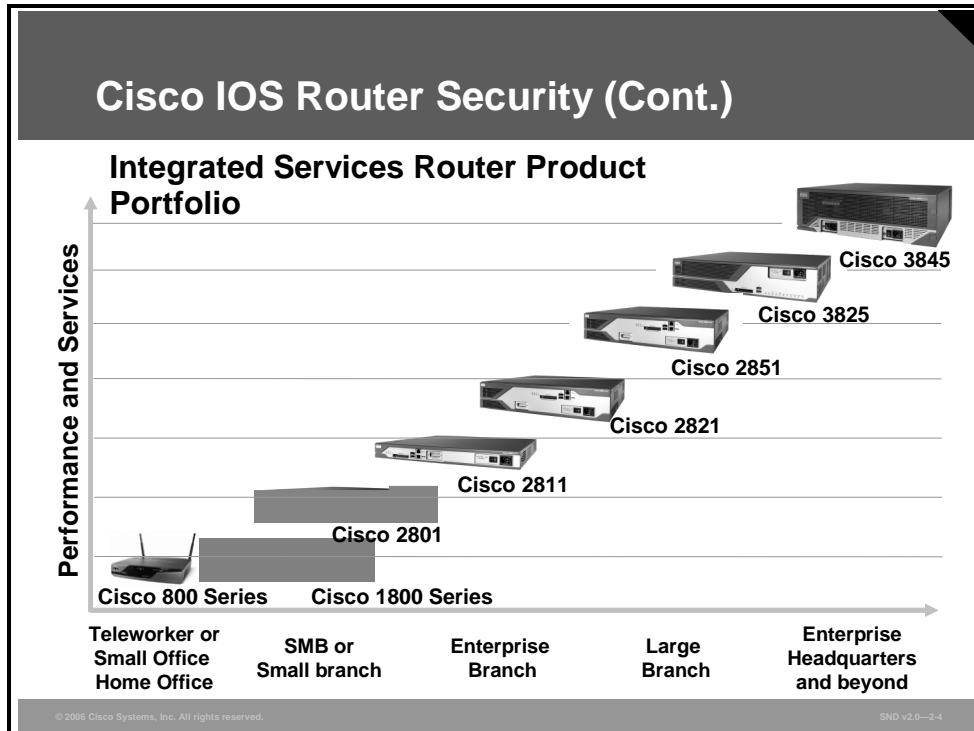 Cisco IOS Router Security (Cont.)
Integrated Services Router Product
Portfolio
Performance and Services
Cisco 3845
Cisco 3825
Cisco 2851
Cisco 2821
Cisco 2811
Cisco 2801
Cisco 800 Series
Cisco 1800 Series
Teleworker or
Small Office
Home Office
SMB or
Small branch
Enterprise
Branch
Large
Branch
Enterprise
Headquarters
and beyond
© 2006 Cisco Systems, Inc. All rights reserved.
SND v2.0—2-4